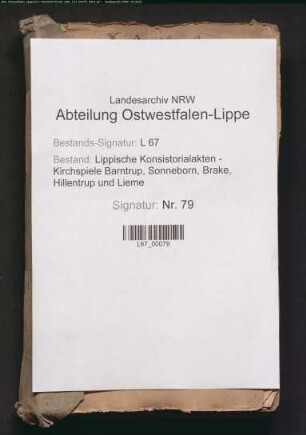 Landesarchiv NRW
Abteilung Ostwestfalen-Lippe
Bestands-Signatur: L 67
Bestand: Lippische Konsistorialakten -
Kirchspiele Barntrup, Sonneborn, Brake,
Hillentrup und Lieme
Signatur: Nr. 79
L67_00079